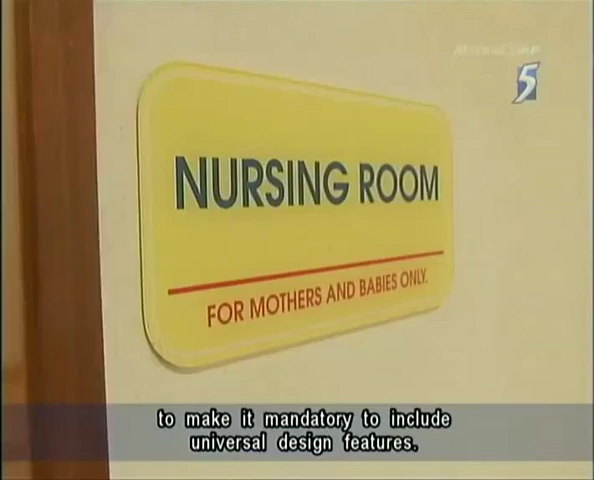 5
NURSING ROOM
FOR MOTHERS AND BABIES ONLY.
to make it mandatory to include
universal design features.